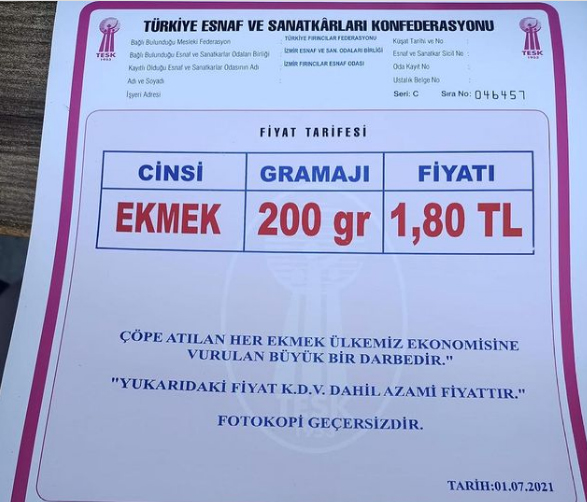 TÜRKİYE ESNAF VE SANATKÂRLARI KONFEDERASYONU
TESK
1953
TESK
Bağlı Bulunduğu Mesleki Federasyon : TÜRKİYE FIRINCILAR FEDERASYONU
Bağlı Bulunduğu Esnaf ve Sanatkarlar Odaları Birliği : İZMİR ESNAF VE SAN. ODALARI BİRLİĞİ
Kayıtlı Olduğu Esnaf ve Sanatkarlar Odasının Adı : İZMİR FIRINCILAR ESNAF ODASI
Adı ve Soyadı :
İşyeri Adresi :
Kuşat Tarihi ve No :
Esnaf ve Sanatkar Sicil No :
Oda Kayıt No :
Ustalık Belge No :
Seri: C Sıra No: 046457
FİYAT TARİFESİ
CİNSİ GRAMAJI FİYATI
EKMEK 200 gr 1,80 TL
ÇÖPE ATILAN HER EKMEK ÜLKEMİZ EKONOMİSİNE
VURULAN BÜYÜK BİR DARBEDİR."
"YUKARIDAKİ FİYAT K.D.V. DAHİL AZAMİ FİYATTIR."
TESK
1953
FOTOKOPİ GEÇERSİZDİR.
TARİH:01.07.2021